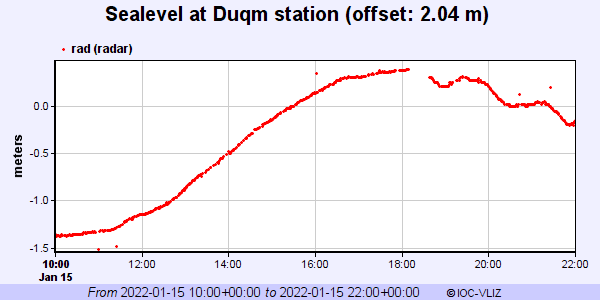 Sealevel at Duqm station (offset: 2.04 m)
rad (radar)
meters
0.0
-0.5
-1.0
-1.5
10:00 12:00 14:00 16:00 18:00 20:00 22:00
Jan 15
From 2022-01-15 10:00+00:00 to 2022-01-15 22:00+00:00 © IOC-VLIZ